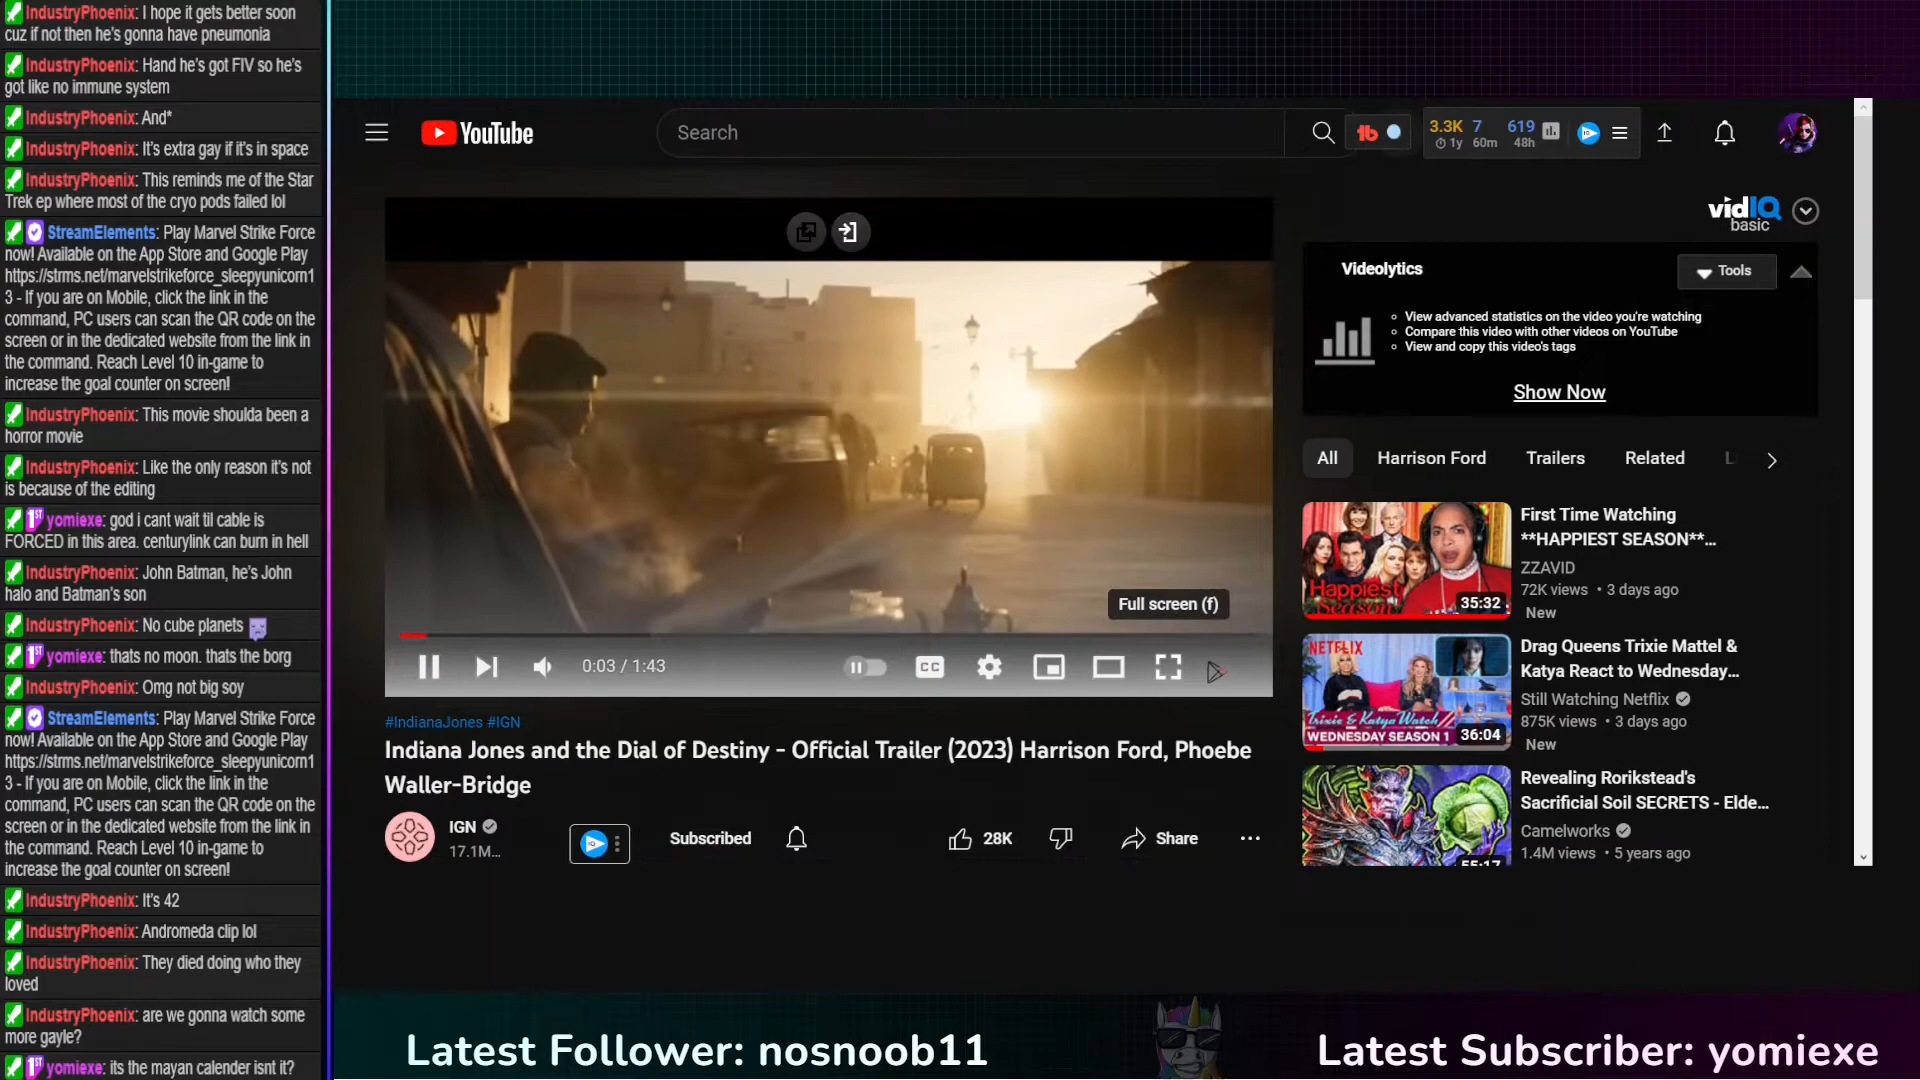 IndustryPhoenix: I hope it gets better soon
cuz if not then he's gonna have pneumonia
IndustryPhoenix: Hand he's got FIV so he's
got like no immune system
IndustryPhoenix: And*
IndustryPhoenix: It's extra gay if it's in space
IndustryPhoenix: This reminds me of the Star
Trek ep where most of the cryo pods failed lol
StreamElements: Play Marvel Strike Force
now! Available on the App Store and Google Play
https://strms.net/marvelstrikeforce_sleepyunicorn1
3 - If you are on Mobile, click the link in the
command, PC users can scan the QR code on the
screen or in the dedicated website from the link in
the command. Reach Level 10 in-game to
increase the goal counter on screen!
IndustryPhoenix: This movie shoulda been a
horror movie
IndustryPhoenix: Like the only reason it's not
is because of the editing
1ST yomiexe: god i cant wait til cable is
FORCED in this area. centurylink can burn in hell
IndustryPhoenix: John Batman, he's John
halo and Batman's son
IndustryPhoenix: No cube planets
1ST yomiexe: thats no moon. thats the borg
IndustryPhoenix: Omg not big soy
StreamElements: Play Marvel Strike Force
now! Available on the App Store and Google Play
https://strms.net/marvelstrikeforce_sleepyunicorn1
3 - If you are on Mobile, click the link in the
command, PC users can scan the QR code on the
screen or in the dedicated website from the link in
the command. Reach Level 10 in-game to
increase the goal counter on screen!
IndustryPhoenix: It's 42
IndustryPhoenix: Andromeda clip lol
IndustryPhoenix: They died doing who they
loved
IndustryPhoenix: are we gonna watch some
more gayle?
1ST yomiexe: its the mayan calender isnt it?
YouTube
Search
tb
3.3K 7 619
1y 60m 48h
Full screen (f)
0:03 / 1:43
CC
#IndianaJones #IGN
Indiana Jones and the Dial of Destiny - Official Trailer (2023) Harrison Ford, Phoebe
Waller-Bridge
IGN
17.1M...
Subscribed
28K
Share
vidIQ
basic
Videolytics
Tools
View advanced statistics on the video you're watching
Compare this video with other videos on YouTube
View and copy this video's tags
Show Now
All
Harrison Ford
Trailers
Related
Happiest
Season
35:32
First Time Watching
**HAPPIEST SEASON**...
ZZAVID
72K views • 3 days ago
New
NETFLIX
Trixie & Katya Watch
WEDNESDAY SEASON 1
36:04
Drag Queens Trixie Mattel &
Katya React to Wednesday...
Still Watching Netflix
875K views • 3 days ago
New
55:17
Revealing Rorikstead's
Sacrificial Soil SECRETS - Elde...
Camelworks
1.4M views • 5 years ago
Latest Follower: nosnoob11
Latest Subscriber: yomiexe